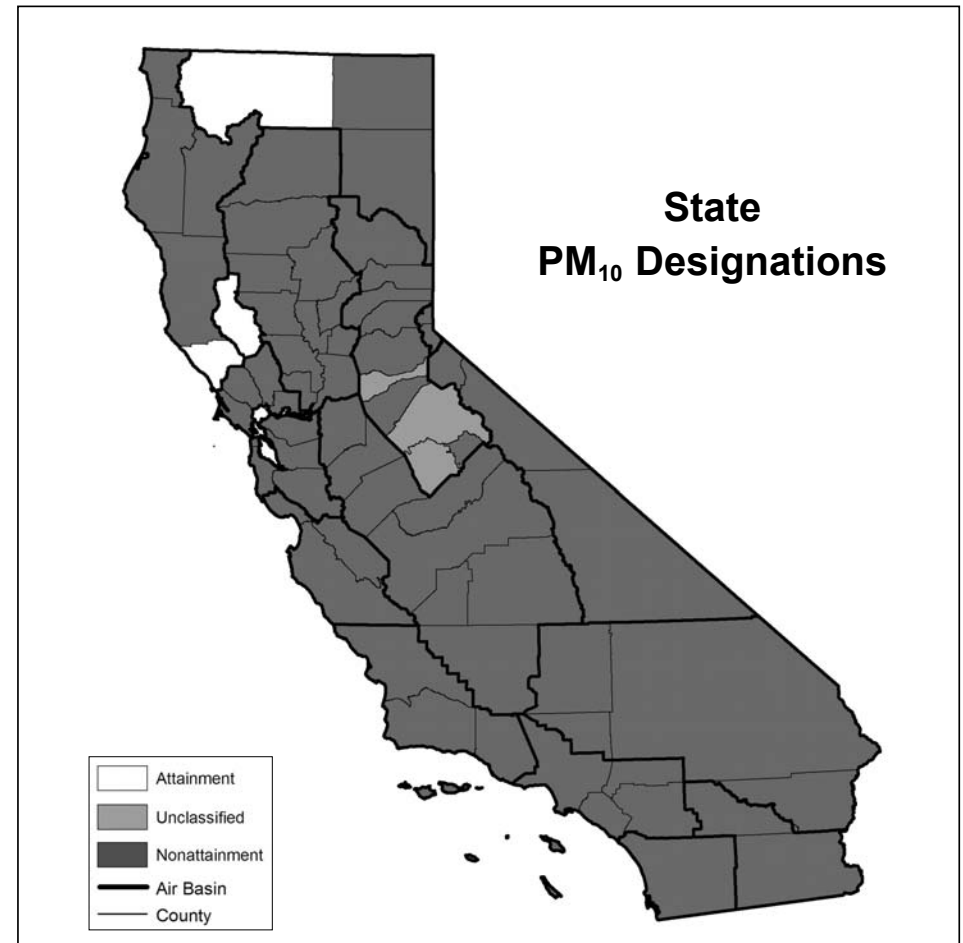 State
PM₁₀ Designations
Attainment
Unclassified
Nonattainment
Air Basin
County